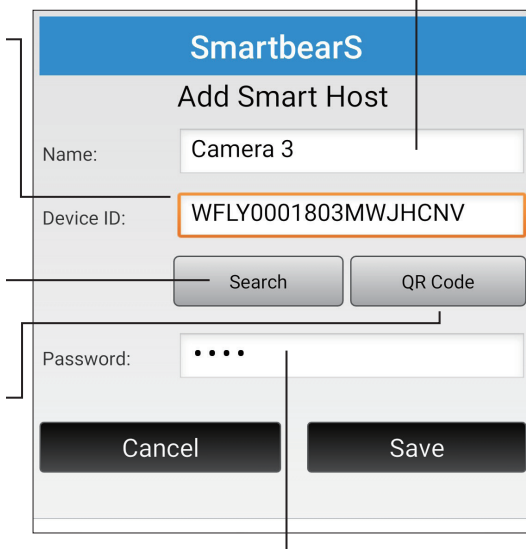 SmartbearS
Add Smart Host
Name: Camera 3
Device ID: WFLY0001803MWJHCNV
Search QR Code
Password: ••••
Cancel Save